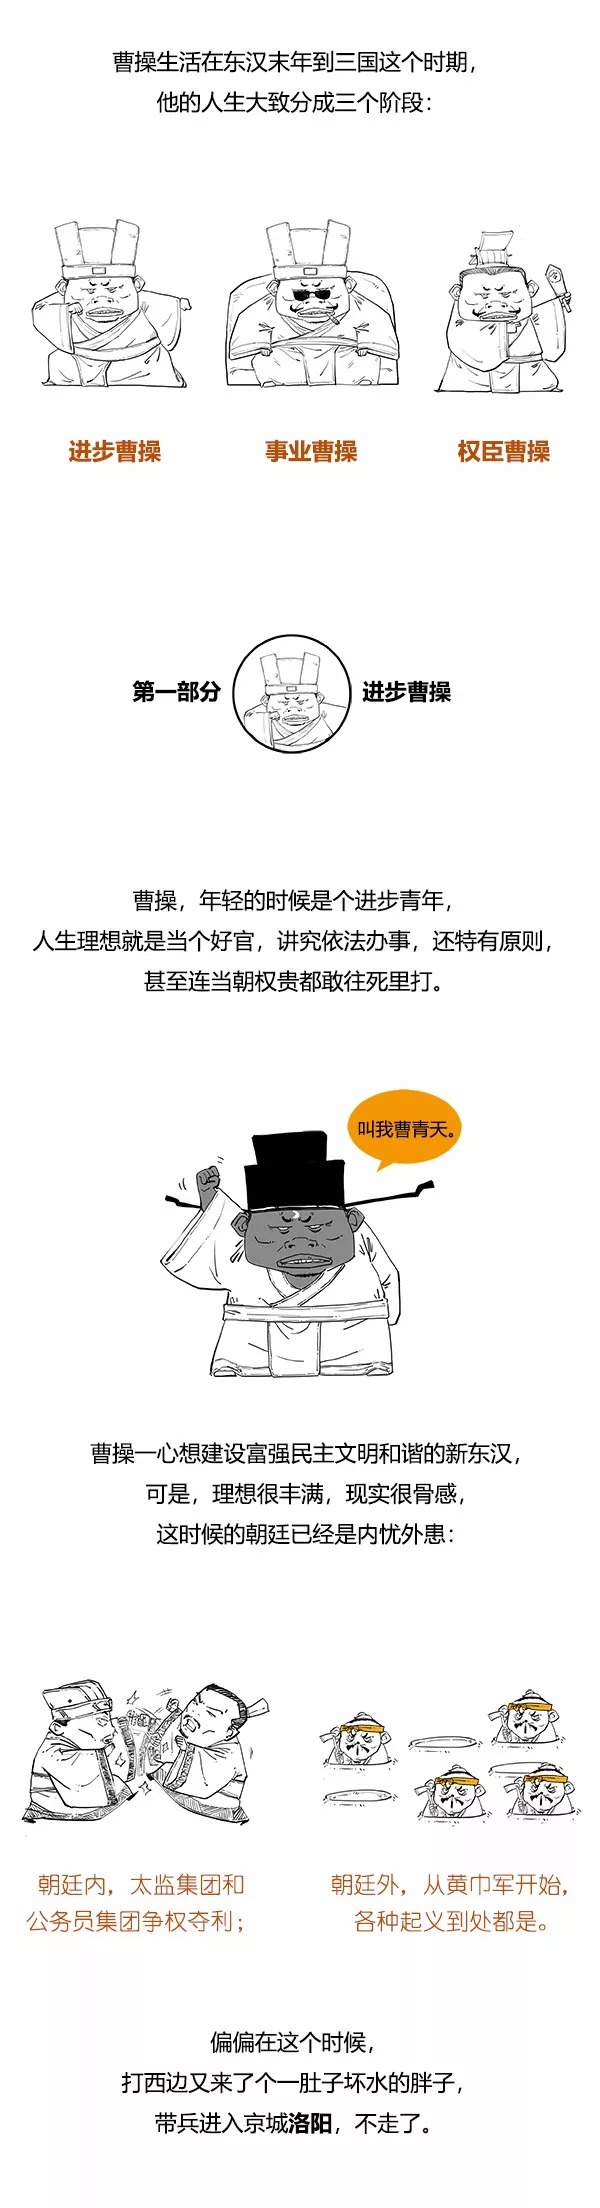 曹操生活在东汉末年到三国这个时期，
他的人生大致分成三个阶段：
进步曹操
事业曹操
权臣曹操
第一部分
进步曹操
曹操，年轻的时候是个进步青年，
人生理想就是当个好官，讲究依法办事，还特有原则，
甚至连当朝权贵都敢往死里打。
叫我曹青天。
曹操一心想建设富强民主文明和谐的新东汉，
可是，理想很丰满，现实很骨感，
这时候的朝廷已经是内忧外患：
朝廷内，太监集团和
公务员集团争权夺利；
朝廷外，从黄巾军开始，
各种起义到处都是。
偏偏在这个时候，
打西边又来了个一肚子坏水的胖子，
带兵进入京城洛阳，不走了。